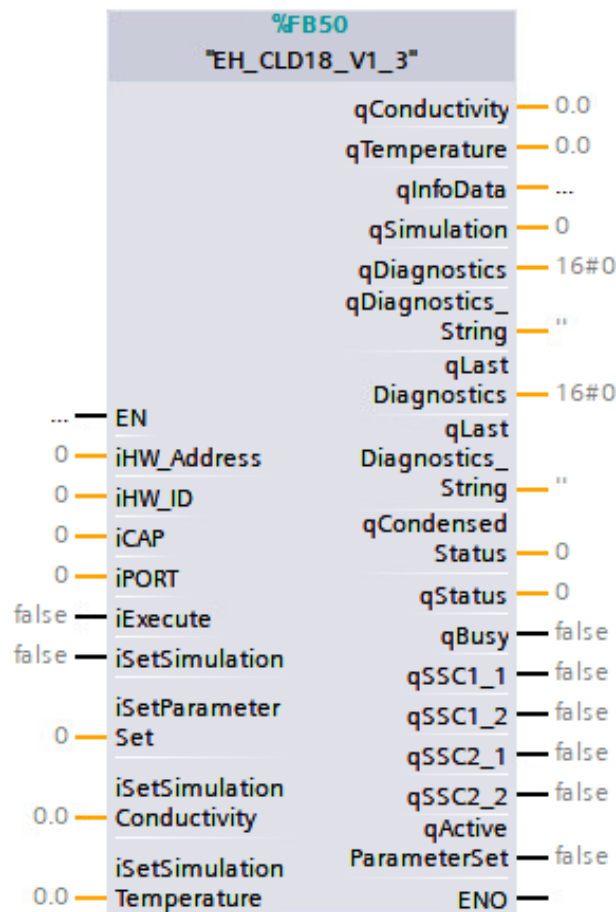 %FB50
"EH_CLD18_V1_3"
qConductivity 0.0
qTemperature 0.0
qInfoData ...
qSimulation 0
qDiagnostics 16#0
qDiagnostics_
String ''
qLast
Diagnostics 16#0
... EN
qLast
0 iHW_Address
Diagnostics_
String ''
0 iHW_ID
qCondensed
0 iCAP
Status 0
0 iPORT
qStatus 0
false iExecute
qBusy false
false iSetSimulation
qSSC1_1 false
iSetParameter
qSSC1_2 false
0 Set
qSSC2_1 false
iSetSimulation
qSSC2_2 false
0.0 Conductivity
qActive
ParameterSet false
iSetSimulation
0.0 Temperature
ENO